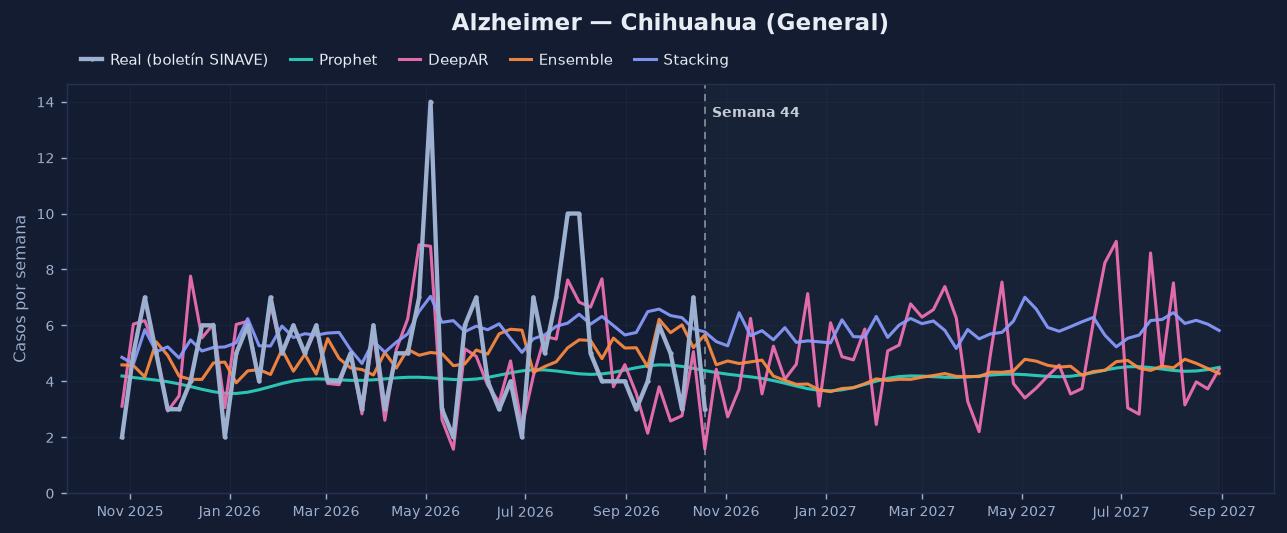 Alzheimer — Chihuahua (General)
Real (boletín SINAVE) Prophet DeepAR Ensemble Stacking
Semana 44
Casos por semana
14
12
10
8
6
4
2
0
Nov 2025 Jan 2026 Mar 2026 May 2026 Jul 2026 Sep 2026 Nov 2026 Jan 2027 Mar 2027 May 2027 Jul 2027 Sep 2027